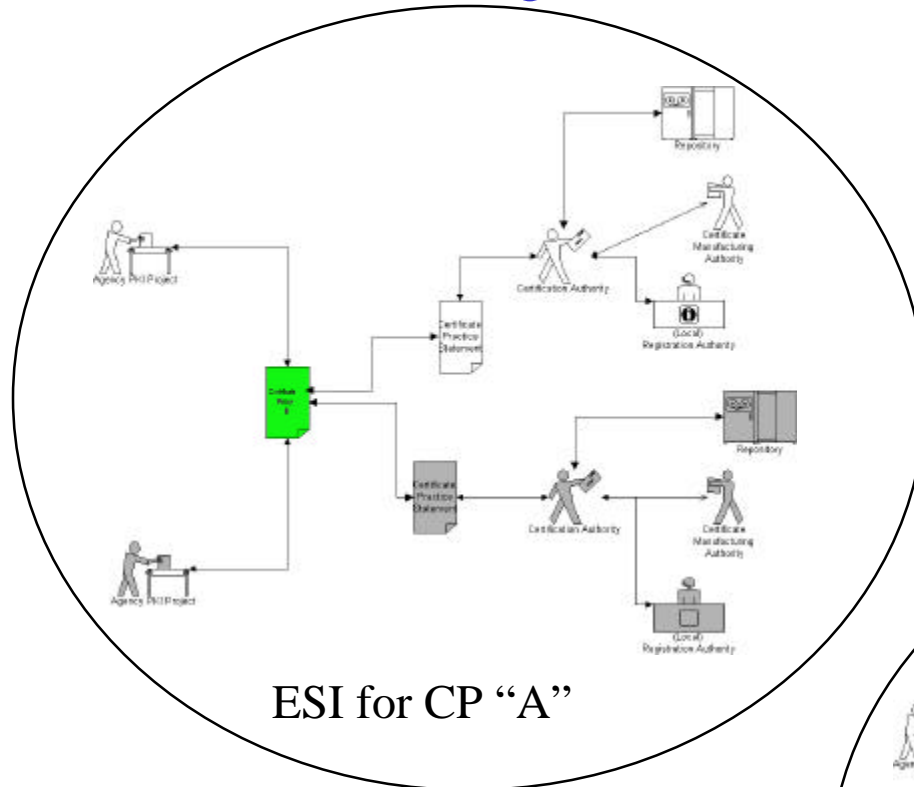 Repository
Certificate
Manufacturing
Authority
Agency PKI Project
Certification Authority
Certificate
Practice
Statement
(Local)
Registration Authority
Repository
Certificate
Practice
Statement
Certification Authority
Certificate
Manufacturing
Authority
Agency PKI Project
(Local)
Registration Authority
ESI for CP “A”